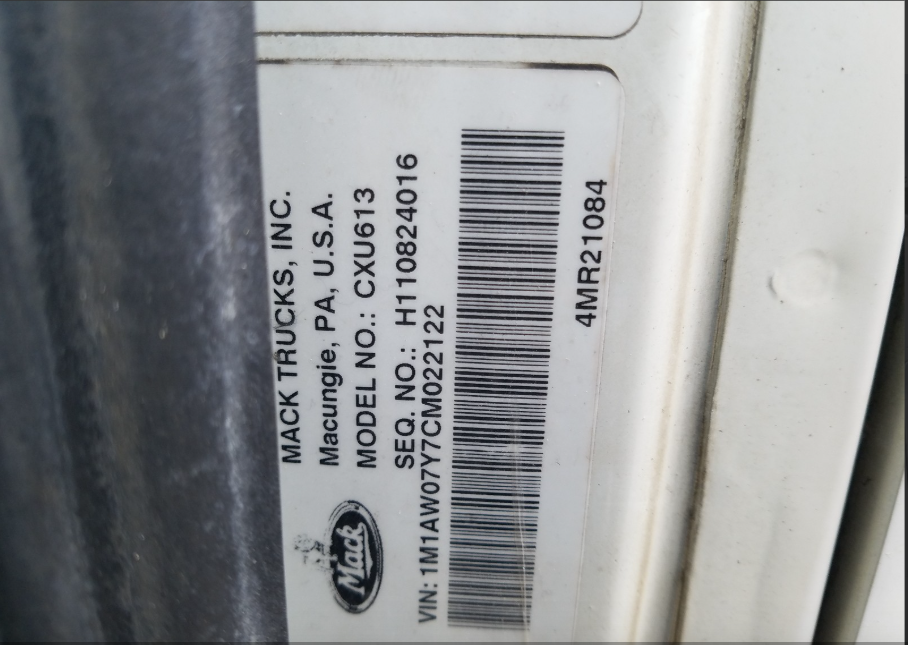 MACK TRUCKS, INC.
Macungie, PA, U.S.A.
MODEL NO.: CXU613
SEQ. NO.: H110824016
Mack
VIN: 1M1AW07Y7CM022122
4MR21084